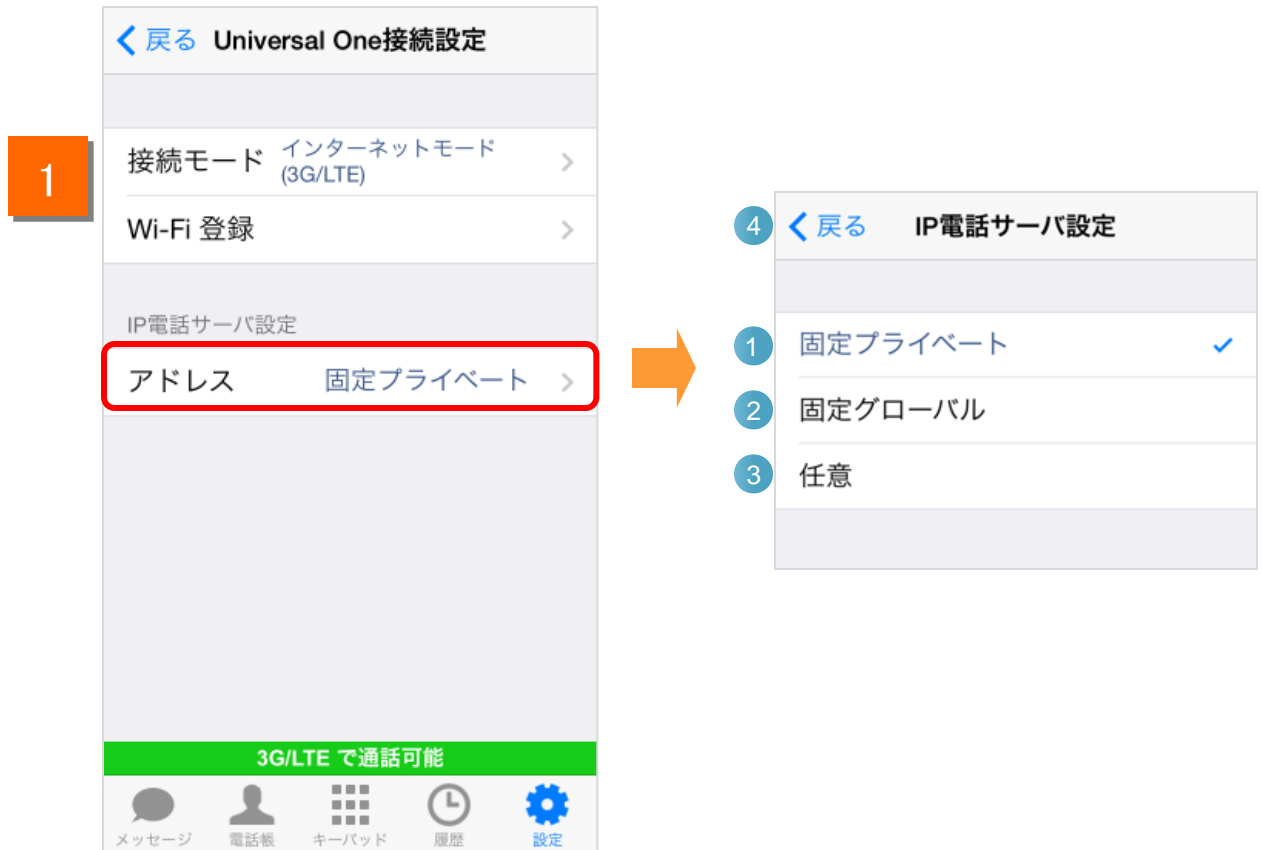 戻る Universal One接続設定
1
接続モード インターネットモード
(3G/LTE)
Wi-Fi 登録
IP電話サーバ設定
アドレス 固定プライベート
3G/LTE で通話可能
メッセージ 電話帳 キーパッド 履歴 設定
4 戻る IP電話サーバ設定
1 固定プライベート
2 固定グローバル
3 任意